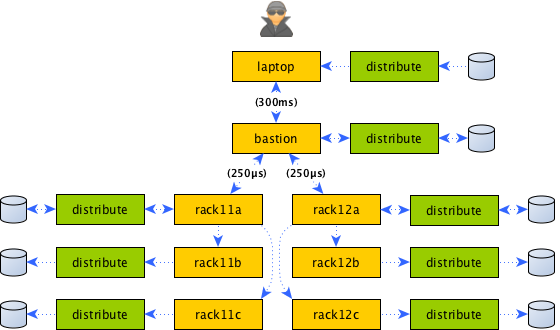 laptop distribute
(300ms)
bastion distribute
(250µs) (250µs)
distribute rack11a rack12a distribute
distribute rack11b rack12b distribute
distribute rack11c rack12c distribute